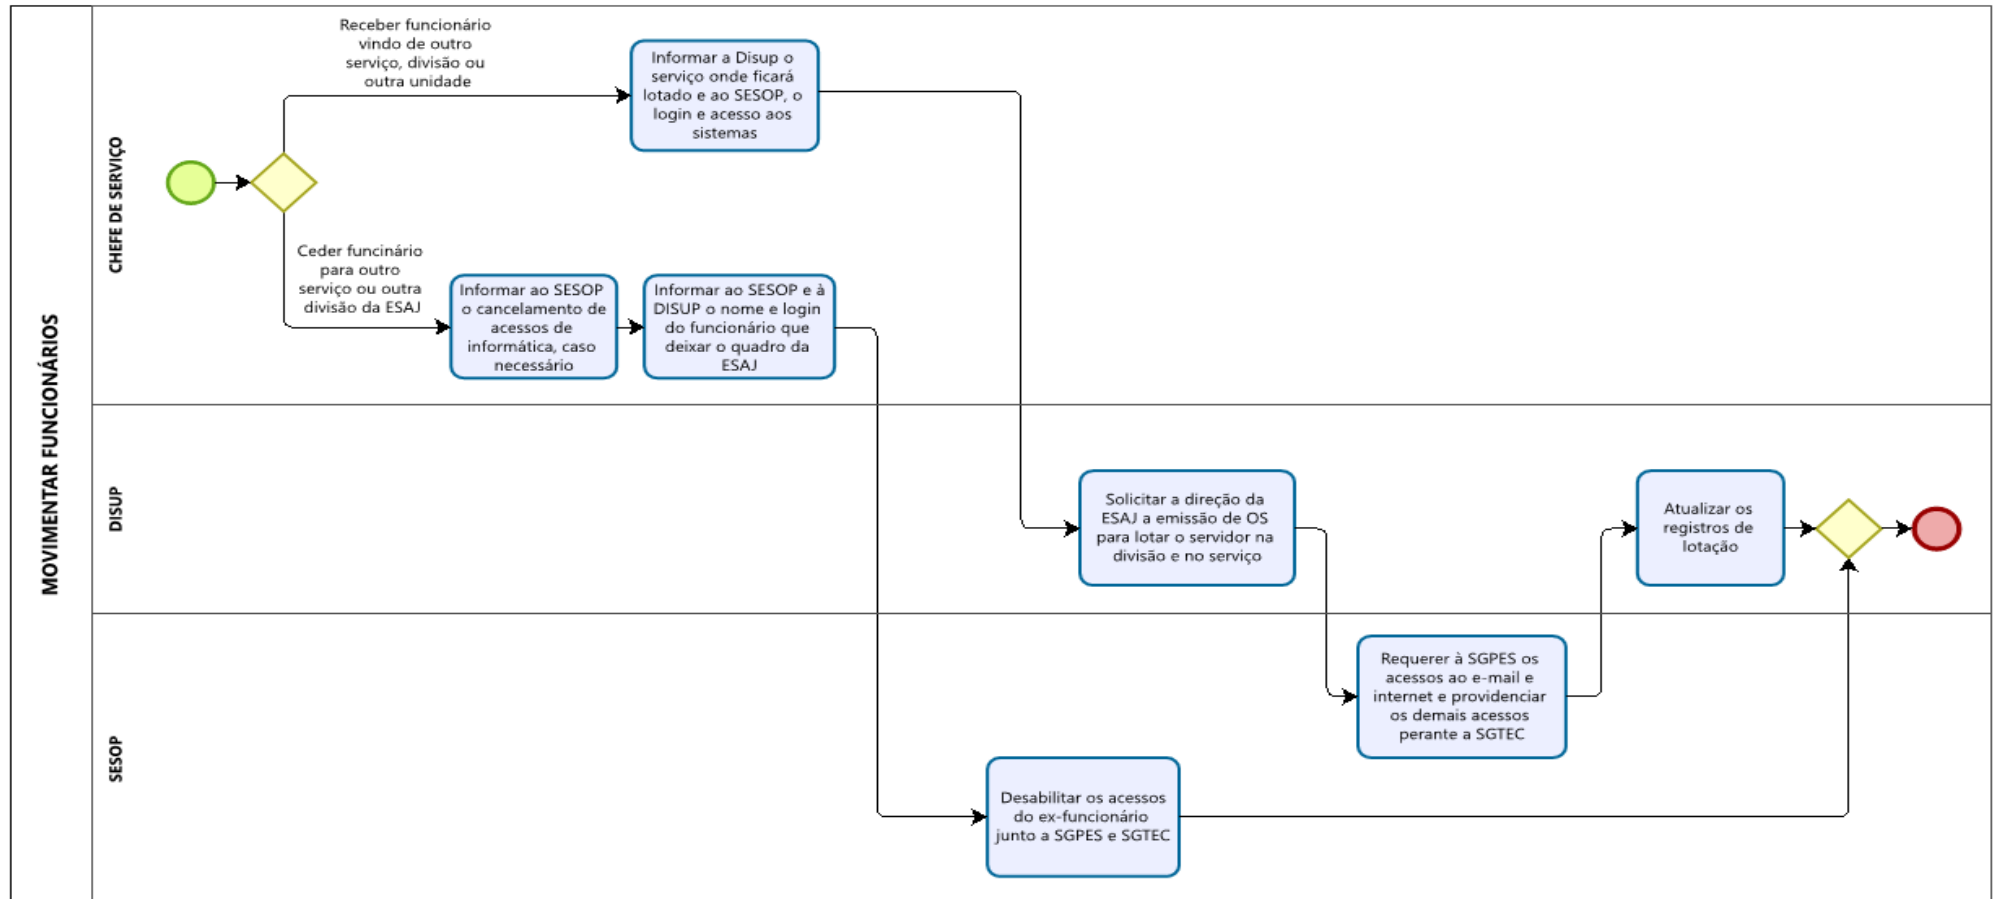 MOVIMENTAR FUNCIONÁRIOS
CHEFE DE SERVIÇO
Receber funcionário
vindo de outro
serviço, divisão ou
outra unidade
Informar a Disup o
serviço onde ficará
lotado e ao SESOP, o
login e acesso aos
sistemas
Ceder funcinário
para outro
serviço ou outra
divisão da ESAJ
Informar ao SESOP
o cancelamento de
acessos de
informática, caso
necessário
Informar ao SESOP e à
DISUP o nome e login
do funcionário que
deixar o quadro da
ESAJ
DISUP
Solicitar a direção da
ESAJ a emissão de OS
para lotar o servidor na
divisão e no serviço
Atualizar os
registros de
lotação
SESOP
Requerer à SGPES os
acessos ao e-mail e
internet e providenciar
os demais acessos
perante a SGTEC
Desabilitar os acessos
do ex-funcionário
junto a SGPES e SGTEC